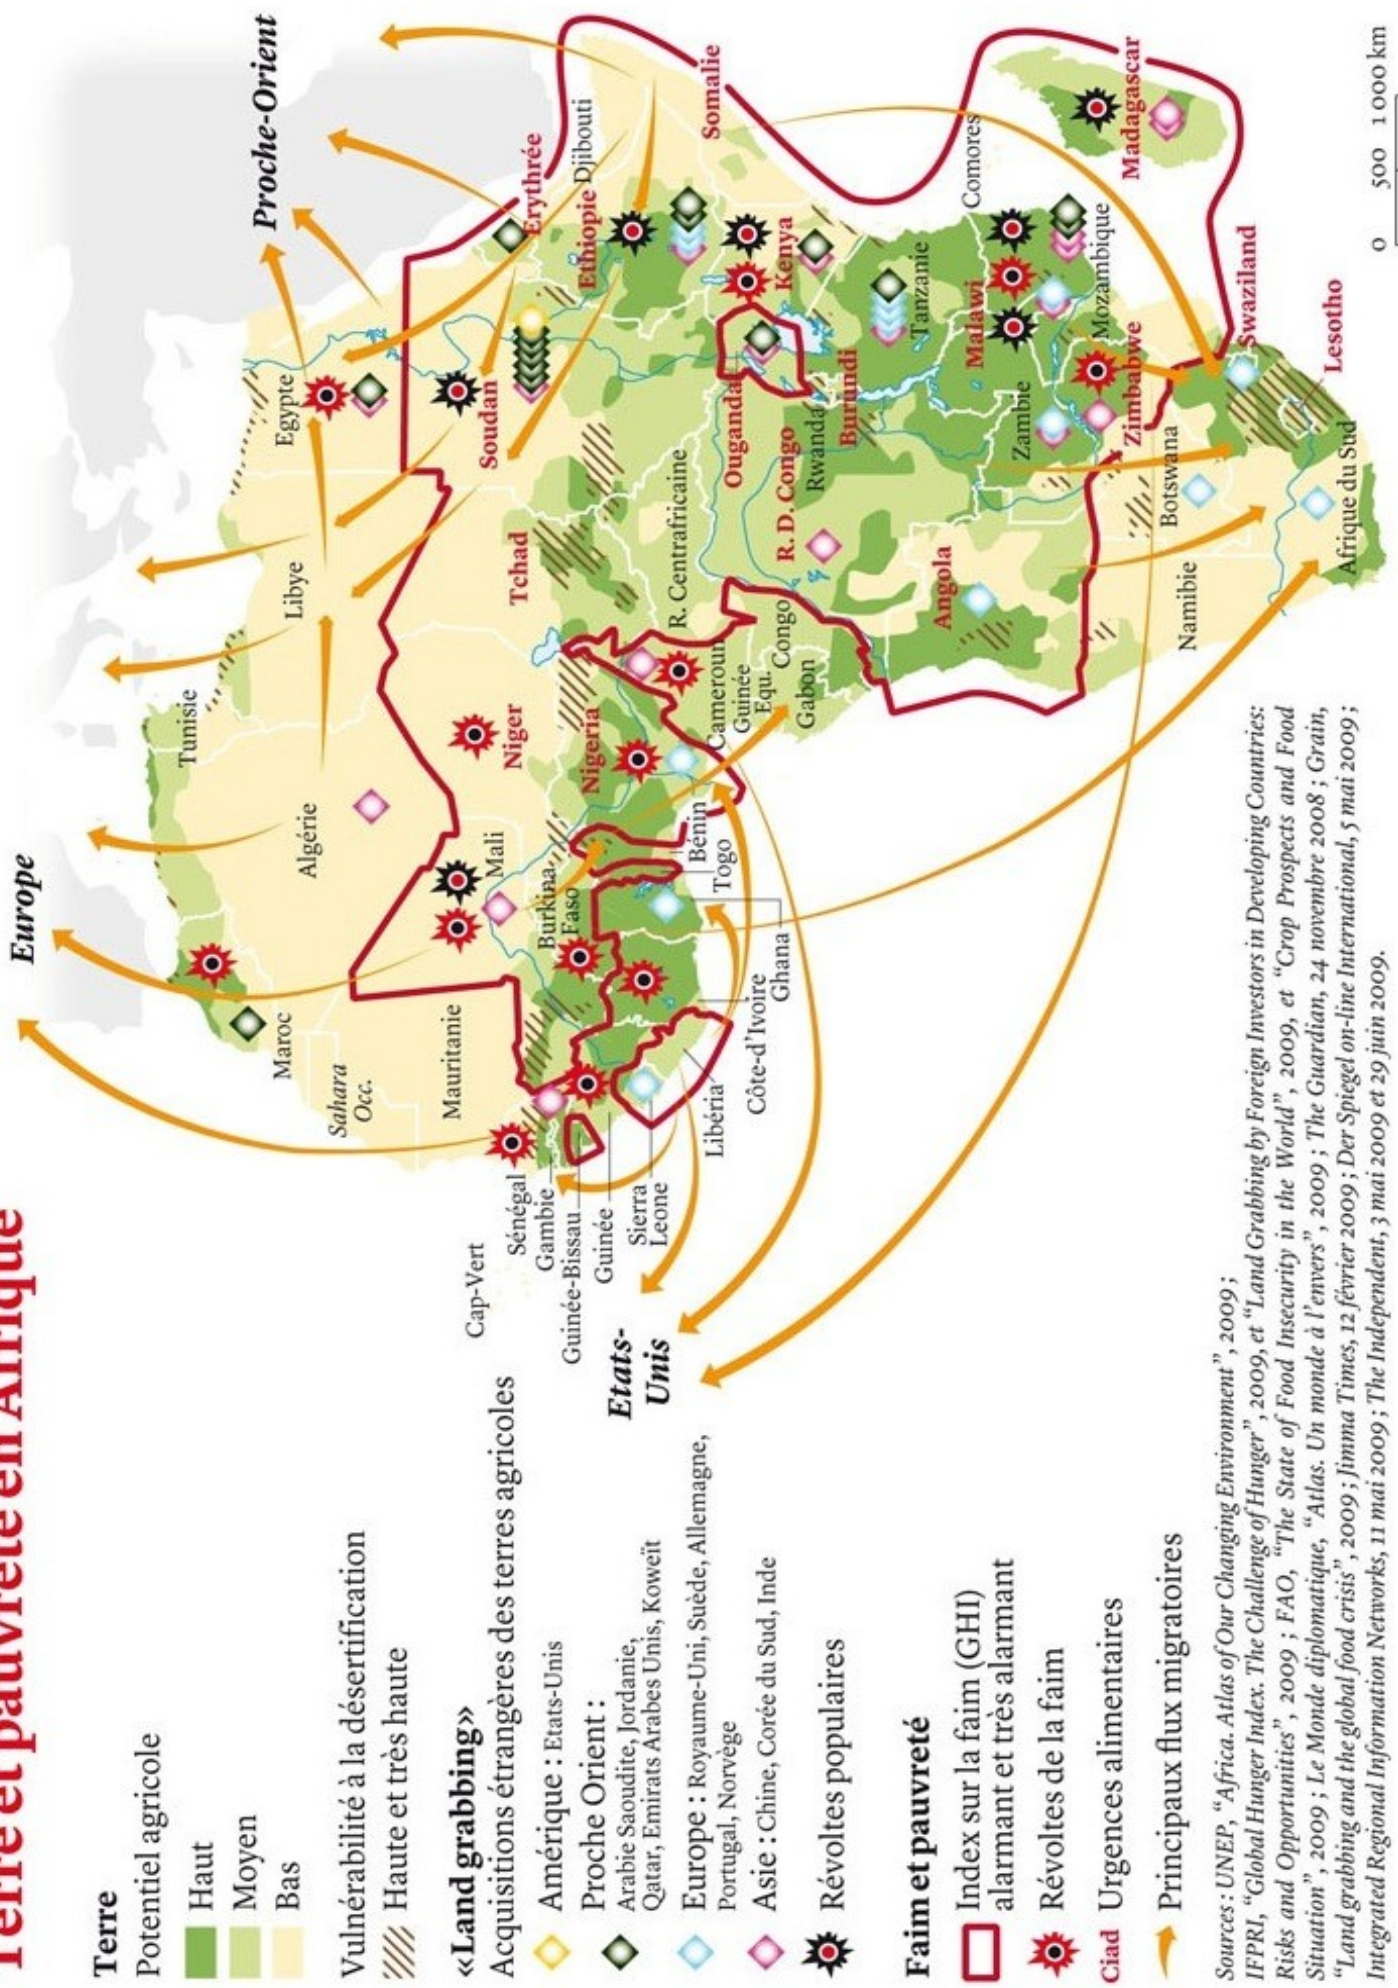 Terre et pauvreté en Afrique
Terre
Potentiel agricole
Haut
Moyen
Bas
Vulnérabilité à la désertification
Haute et très haute
«Land grabbing»
Acquisitions étrangères des terres agricoles
Amérique : Etats-Unis
Proche Orient :
Arabie Saoudite, Jordanie,
Qatar, Emirats Arabes Unis, Koweït
Europe : Royaume-Uni, Suède, Allemagne,
Portugal, Norvège
Asie : Chine, Corée du Sud, Inde
Révoltes populaires
Faim et pauvreté
Index sur la faim (GHI)
alarmant et très alarmant
Révoltes de la faim
Ciad Urgences alimentaires
Principaux flux migratoires
Europe
Proche-Orient
Etats-
Unis
Tunisie
Maroc
Algérie
Libye
Egypte
Sahara
Occ.
Mauritanie
Mali
Niger
Tchad
Soudan
Erythrée
Djibouti
Ethiopie
Somalie
Cap-Vert
Sénégal
Gambie
Guinée-Bissau
Guinée
Sierra
Leone
Libéria
Côte-d'Ivoire
Ghana
Togo
Bénin
Burkina
Faso
Nigeria
Cameroun
Guinée
Equ.
Gabon
Congo
R. Centrafricaine
R. D. Congo
Ouganda
Rwanda
Burundi
Kenya
Tanzanie
Angola
Zambie
Malawi
Mozambique
Comores
Madagascar
Zimbabwe
Botswana
Namibie
Swaziland
Lesotho
Afrique du Sud
0 500 1 000 km
Sources : UNEP, “Africa. Atlas of Our Changing Environment”, 2009 ;
IFPRI, “Global Hunger Index. The Challenge of Hunger”, 2009, et “Land Grabbing by Foreign Investors in Developing Countries:
Risks and Opportunities”, 2009 ; FAO, “The State of Food Insecurity in the World”, 2009, et “Crop Prospects and Food
Situation”, 2009 ; Le Monde diplomatique, “Atlas. Un monde à l'envers”, 2009 ; The Guardian, 24 novembre 2008 ; Grain,
“Land grabbing and the global food crisis”, 2009 ; Jimma Times, 12 février 2009 ; Der Spiegel on-line International, 5 mai 2009 ;
Integrated Regional Information Networks, 11 mai 2009 ; The Independent, 3 mai 2009 et 29 juin 2009.